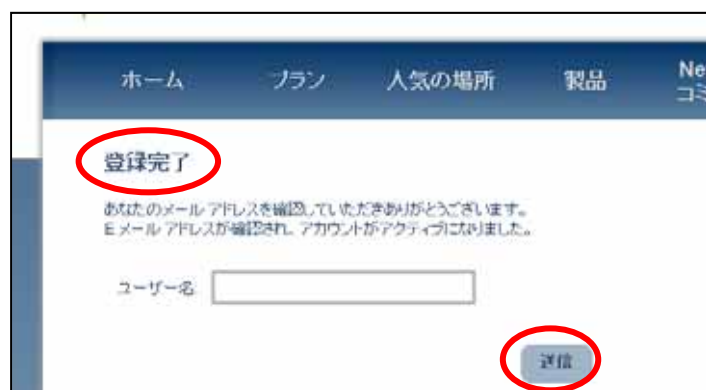 ホーム プラン 人気の場所 製品 Ne
コミ
登録完了
あなたのメール アドレスを確認していただきありがとうございます。
E メール アドレスが確認され、アカウントがアクティブになりました。
ユーザー名
送信